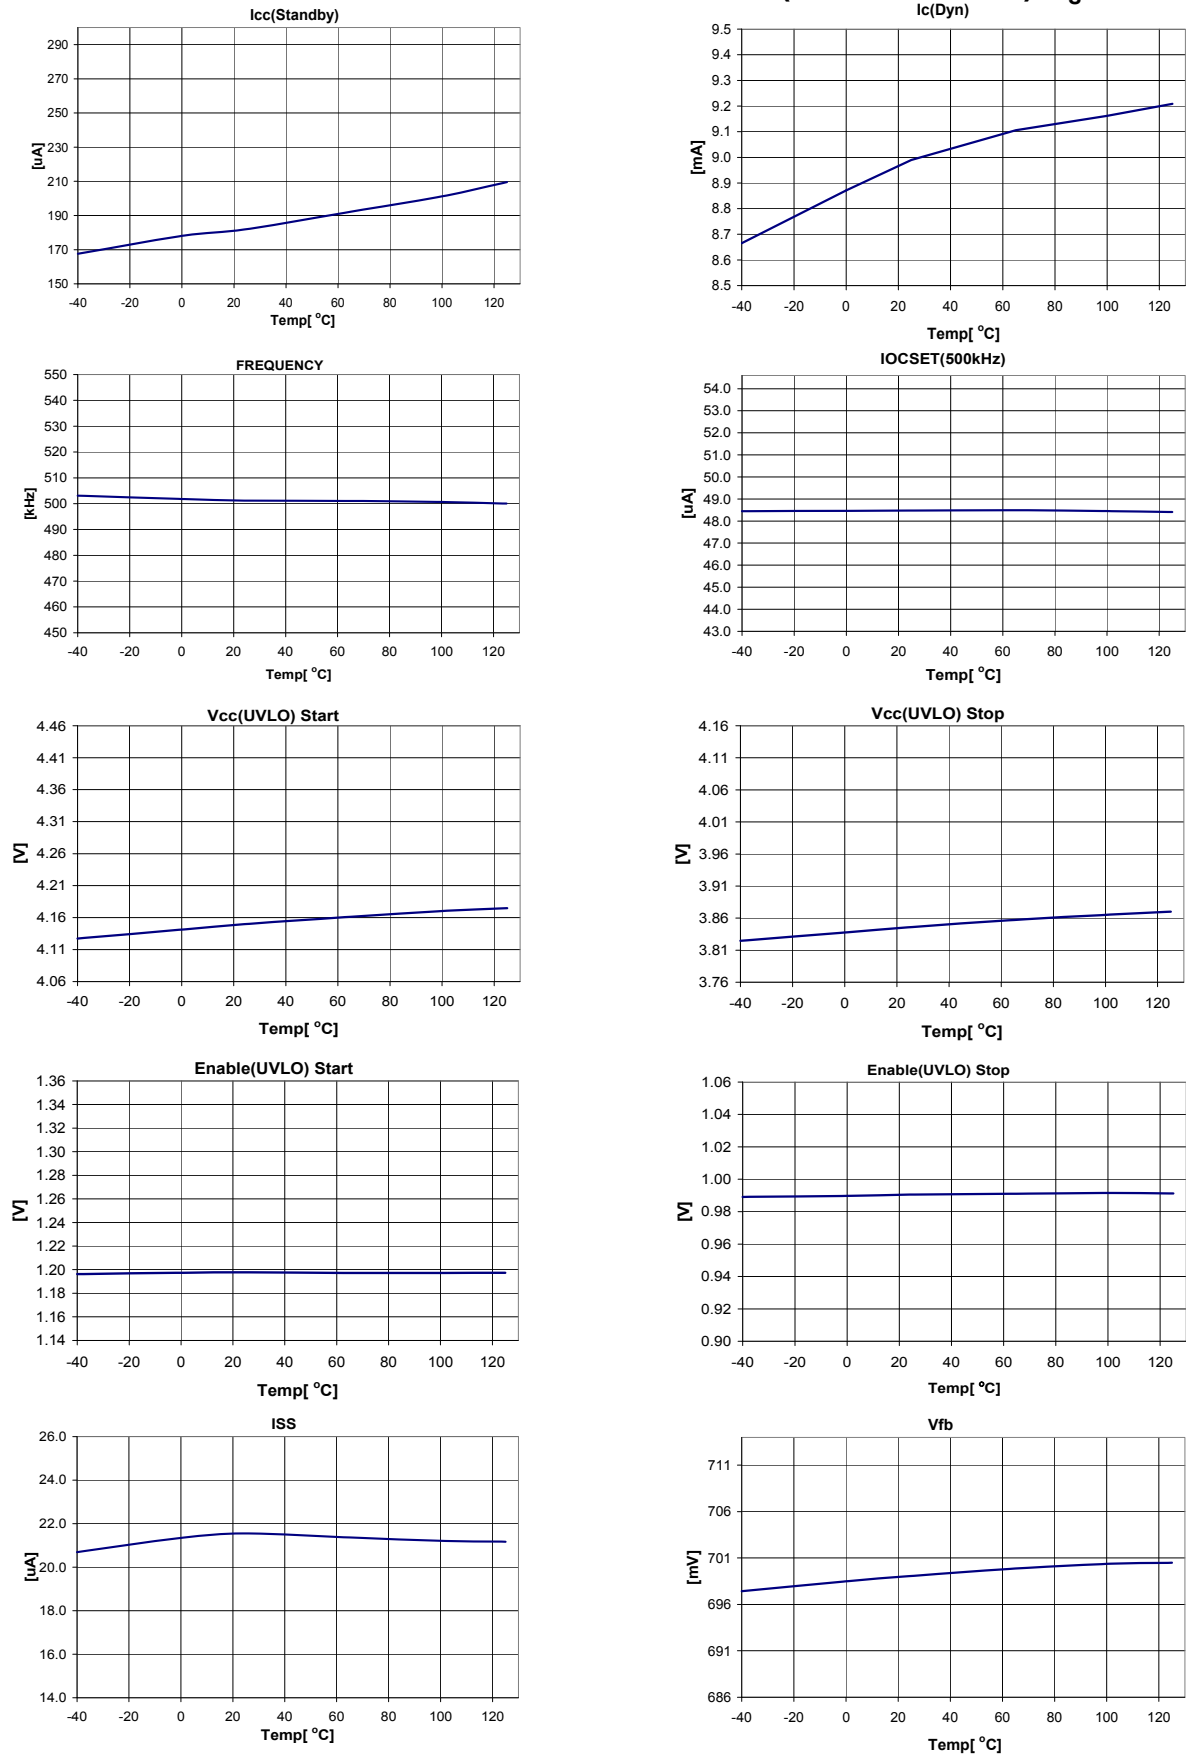 Icc(Standby)
290
270
250
230
210
190
170
150
[uA]
-40 -20 0 20 40 60 80 100 120
Temp[ °C]
Ic(Dyn)
9.5
9.4
9.3
9.2
9.1
9.0
8.9
8.8
8.7
8.6
8.5
[mA]
-40 -20 0 20 40 60 80 100 120
Temp[ °C]
FREQUENCY
550
540
530
520
510
500
490
480
470
460
450
[kHz]
-40 -20 0 20 40 60 80 100 120
Temp[ °C]
IOCSET(500kHz)
54.0
53.0
52.0
51.0
50.0
49.0
48.0
47.0
46.0
45.0
44.0
43.0
[uA]
-40 -20 0 20 40 60 80 100 120
Temp[ °C]
Vcc(UVLO) Start
4.46
4.41
4.36
4.31
4.26
4.21
4.16
4.11
4.06
[V]
-40 -20 0 20 40 60 80 100 120
Temp[ °C]
Vcc(UVLO) Stop
4.16
4.11
4.06
4.01
3.96
3.91
3.86
3.81
3.76
[V]
-40 -20 0 20 40 60 80 100 120
Temp[ °C]
Enable(UVLO) Start
1.36
1.34
1.32
1.30
1.28
1.26
1.24
1.22
1.20
1.18
1.16
1.14
[V]
-40 -20 0 20 40 60 80 100 120
Temp[ °C]
Enable(UVLO) Stop
1.06
1.04
1.02
1.00
0.98
0.96
0.94
0.92
0.90
[V]
-40 -20 0 20 40 60 80 100 120
Temp[ °C]
ISS
26.0
24.0
22.0
20.0
18.0
16.0
14.0
[uA]
-40 -20 0 20 40 60 80 100 120
Temp[ °C]
Vfb
711
706
701
696
691
686
[mV]
-40 -20 0 20 40 60 80 100 120
Temp[ °C]